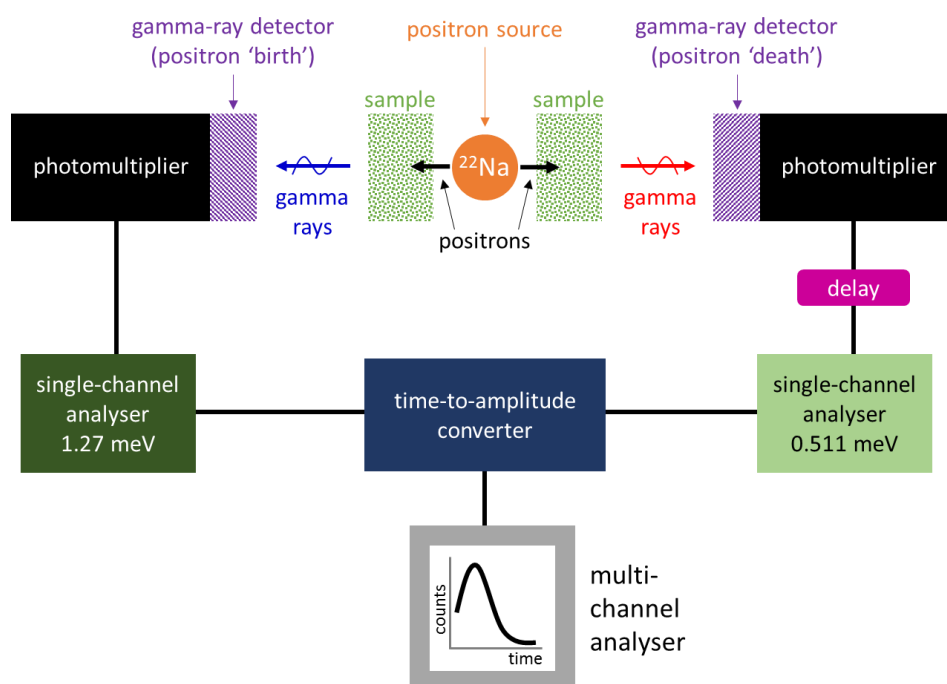 gamma-ray detector
(positron ‘birth’)
positron source
gamma-ray detector
(positron ‘death’)
sample
sample
photomultiplier
²²Na
photomultiplier
gamma
rays
positrons
gamma
rays
delay
single-channel
analyser
1.27 meV
time-to-amplitude
converter
single-channel
analyser
0.511 meV
counts
time
multi-
channel
analyser